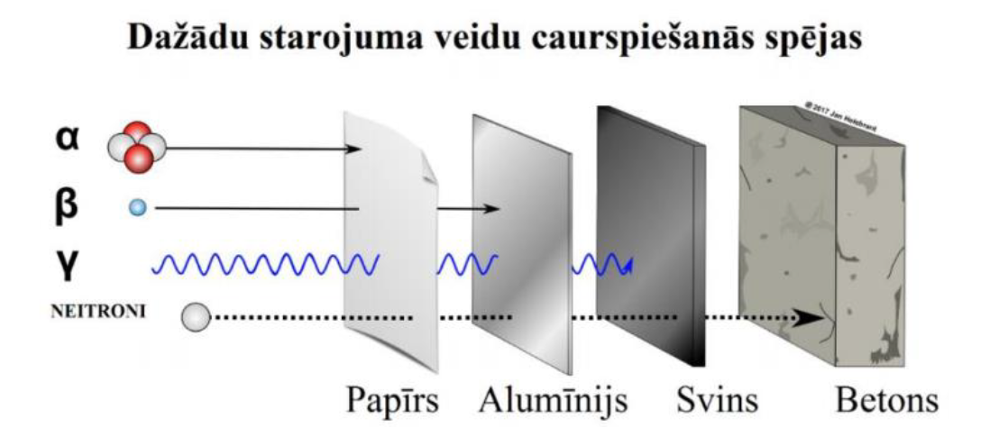 Dažādu starojuma veidu caurspiešanās spējas
α
β
γ
NEITRONI
Papīrs Alumīnijs Svins Betons